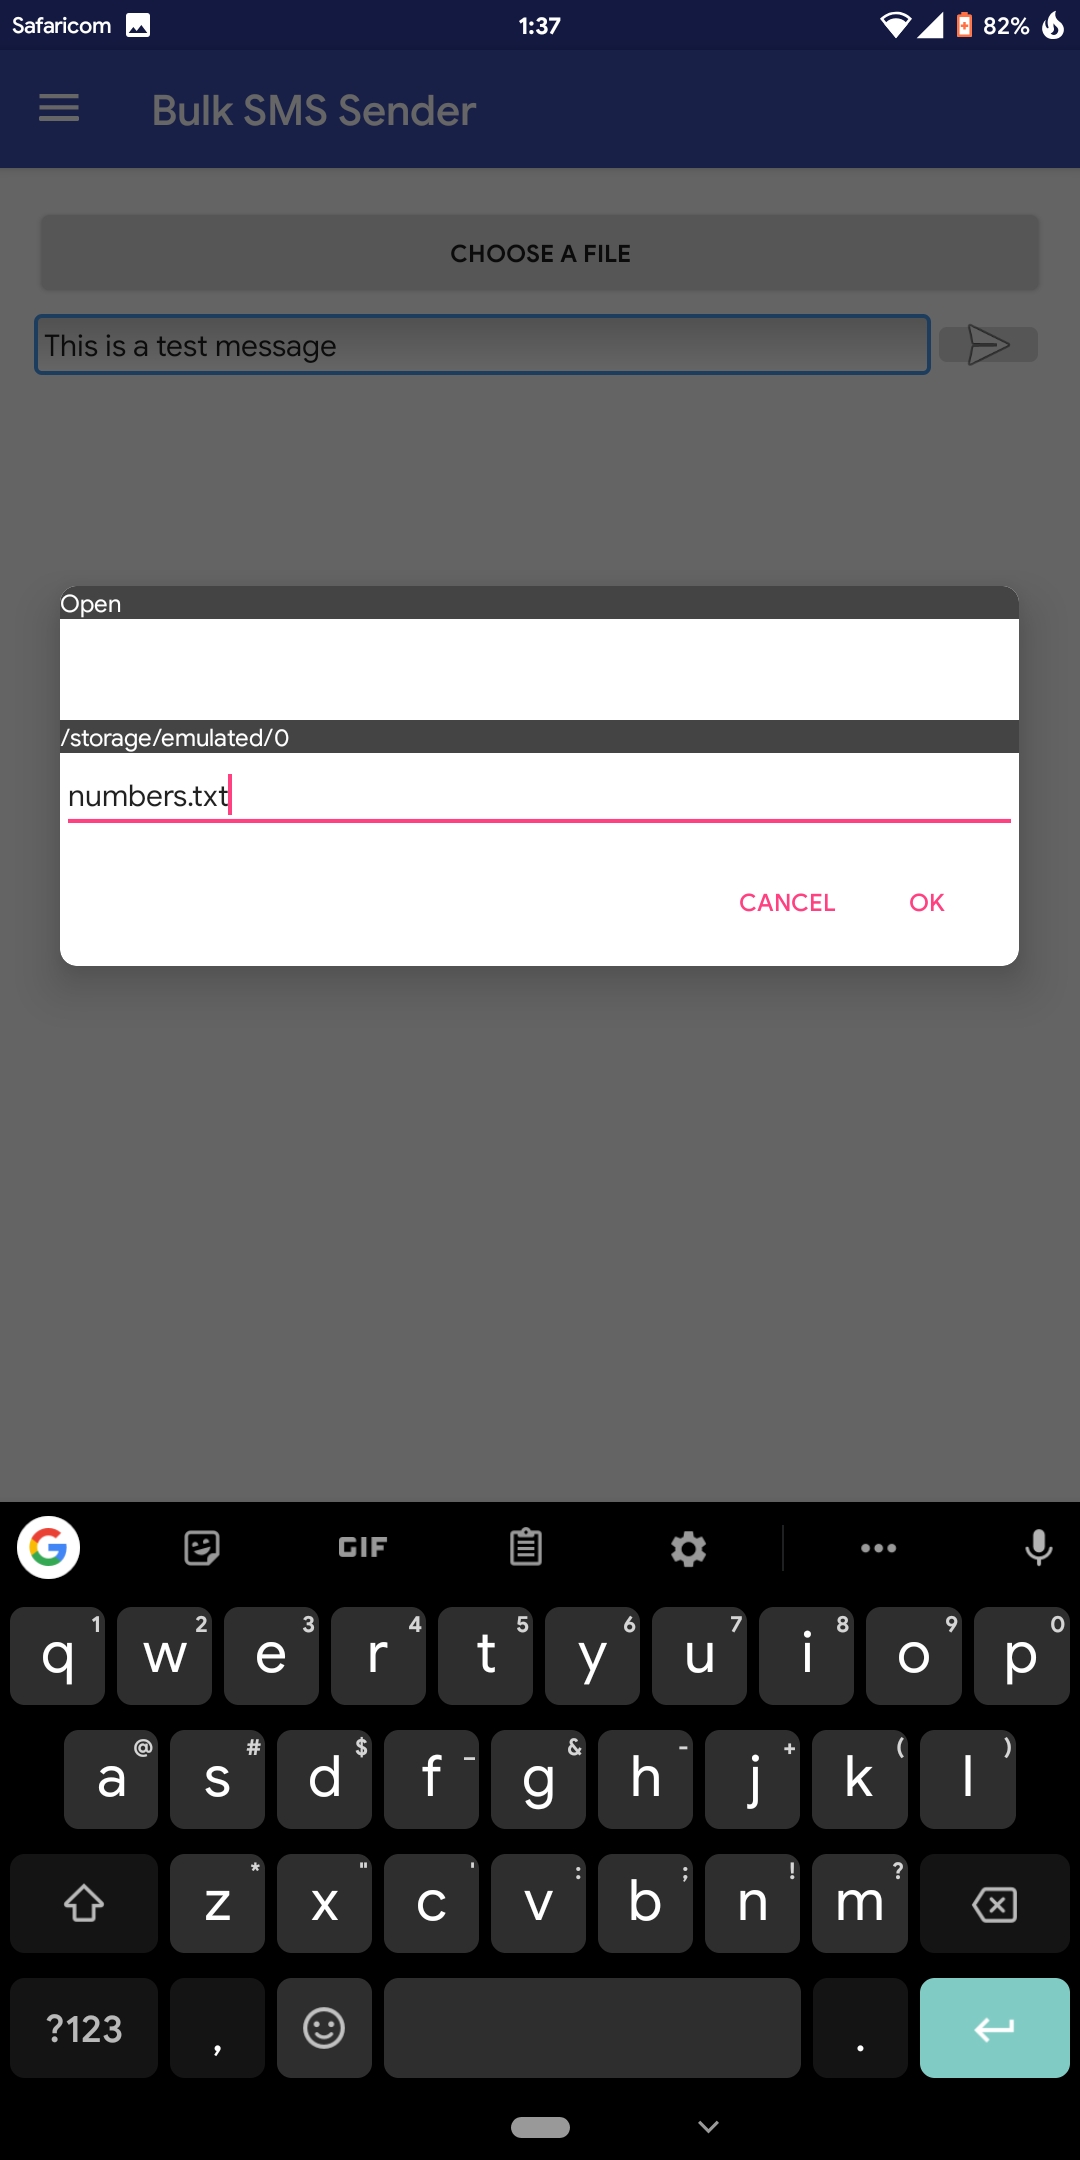 Safaricom 1:37 82%
Bulk SMS Sender
CHOOSE A FILE
This is a test message
Open
/storage/emulated/0
numbers.txt
CANCEL OK
G GIF
1 2 3 4 5 6 7 8 9 0
q w e r t y u i o p
@ # $ _ & - + ( )
a s d f g h j k l
* " ' : ; ! ?
z x c v b n m
?123 , .